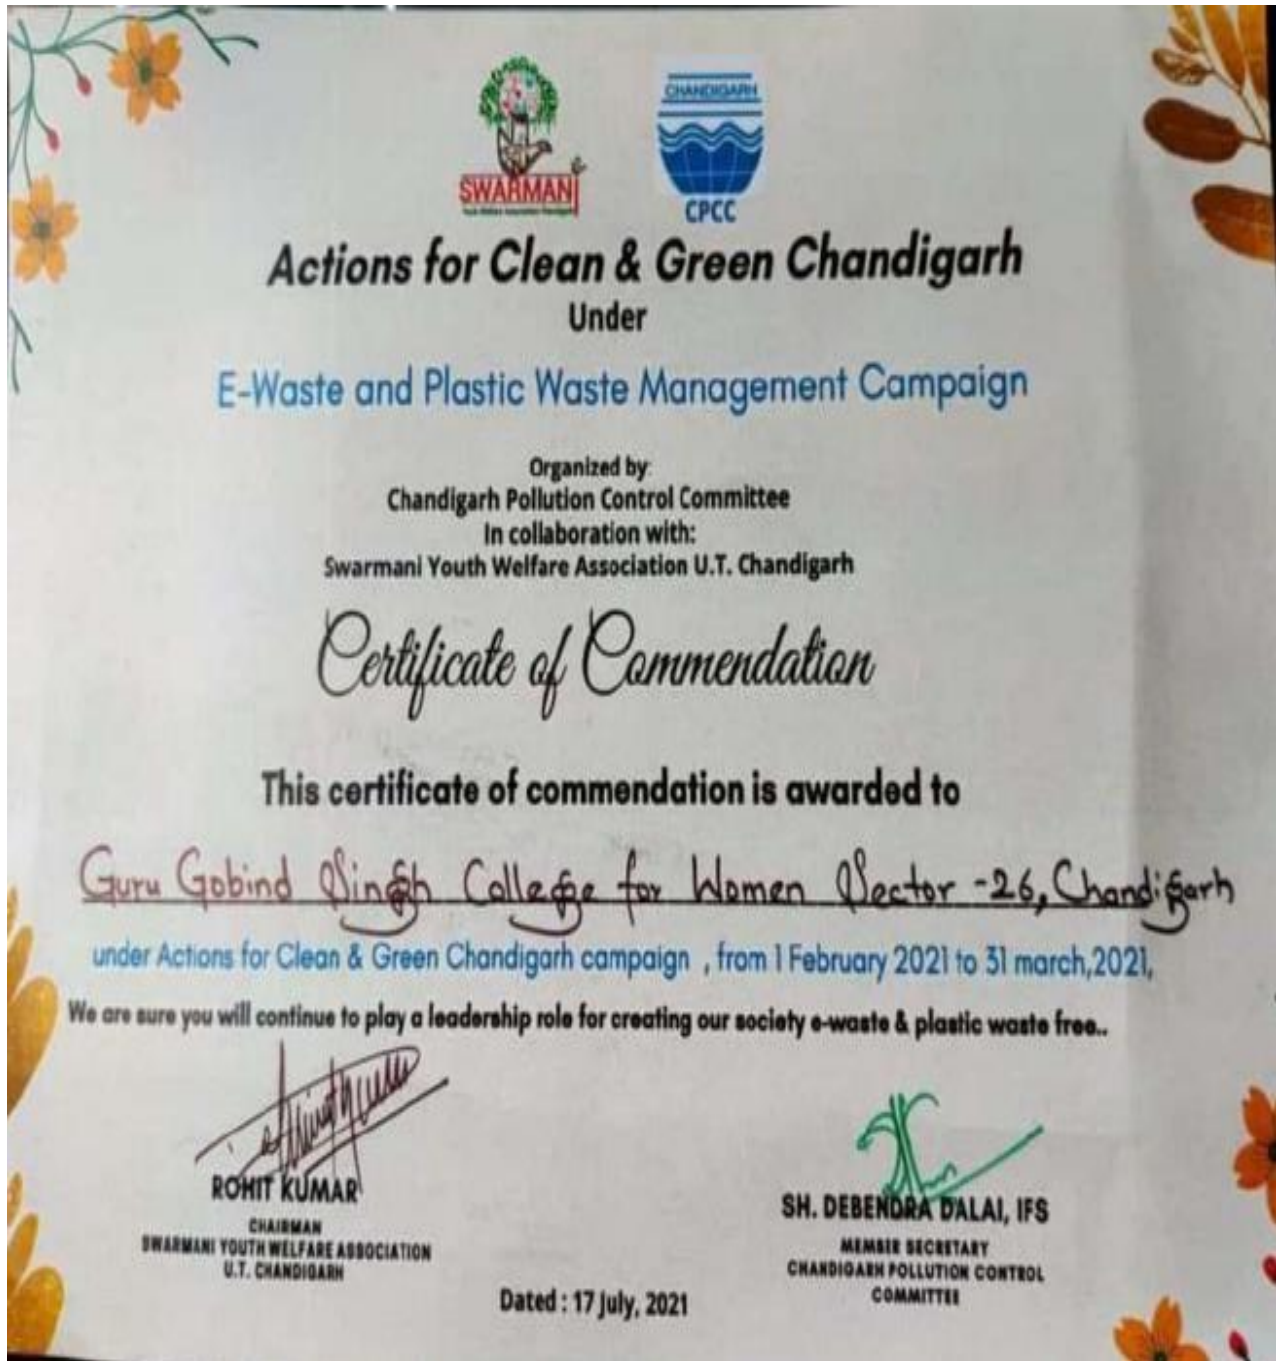 SWARMANI
CHANDIGARH
CPCC
Actions for Clean & Green Chandigarh
Under
E-Waste and Plastic Waste Management Campaign
Organized by:
Chandigarh Pollution Control Committee
In collaboration with:
Swarmani Youth Welfare Association U.T. Chandigarh
Certificate of Commendation
This certificate of commendation is awarded to
Guru Gobind Singh College for Women Sector -26, Chandigarh
under Actions for Clean & Green Chandigarh campaign , from 1 February 2021 to 31 march,2021,
We are sure you will continue to play a leadership role for creating our society e-waste & plastic waste free..
ROHIT KUMAR
CHAIRMAN
SWARMANI YOUTH WELFARE ASSOCIATION
U.T. CHANDIGARH
SH. DEBENDRA DALAI, IFS
MEMBER SECRETARY
CHANDIGARH POLLUTION CONTROL
COMMITTEE
Dated : 17 July, 2021